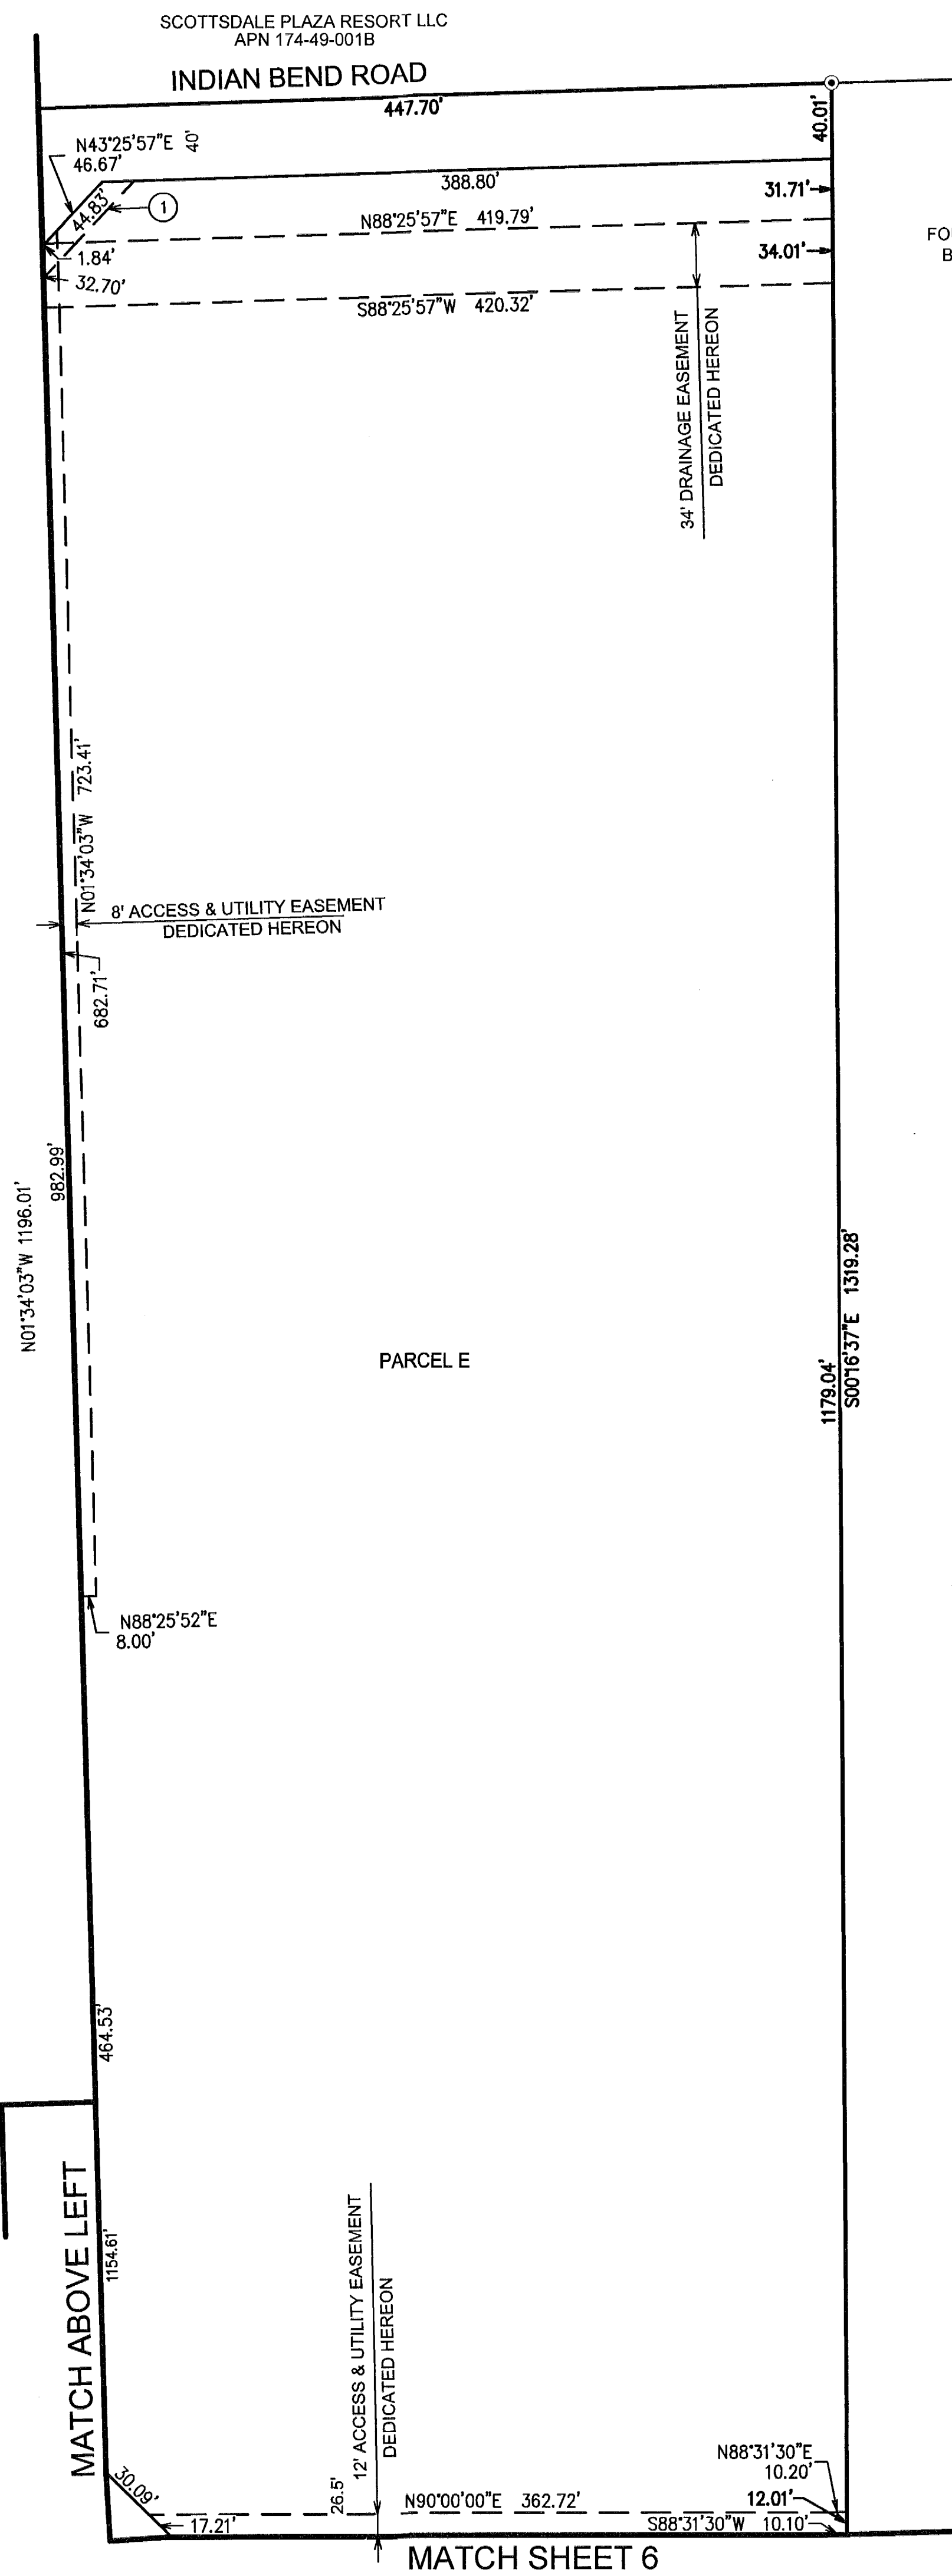 SCOTTSDALE PLAZA RESORT LLC
APN 174-49-001B
INDIAN BEND ROAD
447.70'
40.01'
N43°25'57"E
46.67'
40'
44.83'
1
388.80'
31.71'
N88°25'57"E 419.79'
34.01'
FO
B
1.84'
32.70'
S88°25'57"W 420.32'
34' DRAINAGE EASEMENT
DEDICATED HEREON
N01°34'03"W 723.41'
8' ACCESS & UTILITY EASEMENT
DEDICATED HEREON
682.71'
982.99'
N01°34'03"W 1196.01'
1179.04'
S00°16'37"E 1319.28'
PARCEL E
N88°25'52"E
8.00'
464.53'
MATCH ABOVE LEFT
1154.61'
12' ACCESS & UTILITY EASEMENT
DEDICATED HEREON
26.5'
30.09'
17.21'
N90°00'00"E 362.72'
N88°31'30"E
10.20'
12.01'
S88°31'30"W 10.10'
MATCH SHEET 6